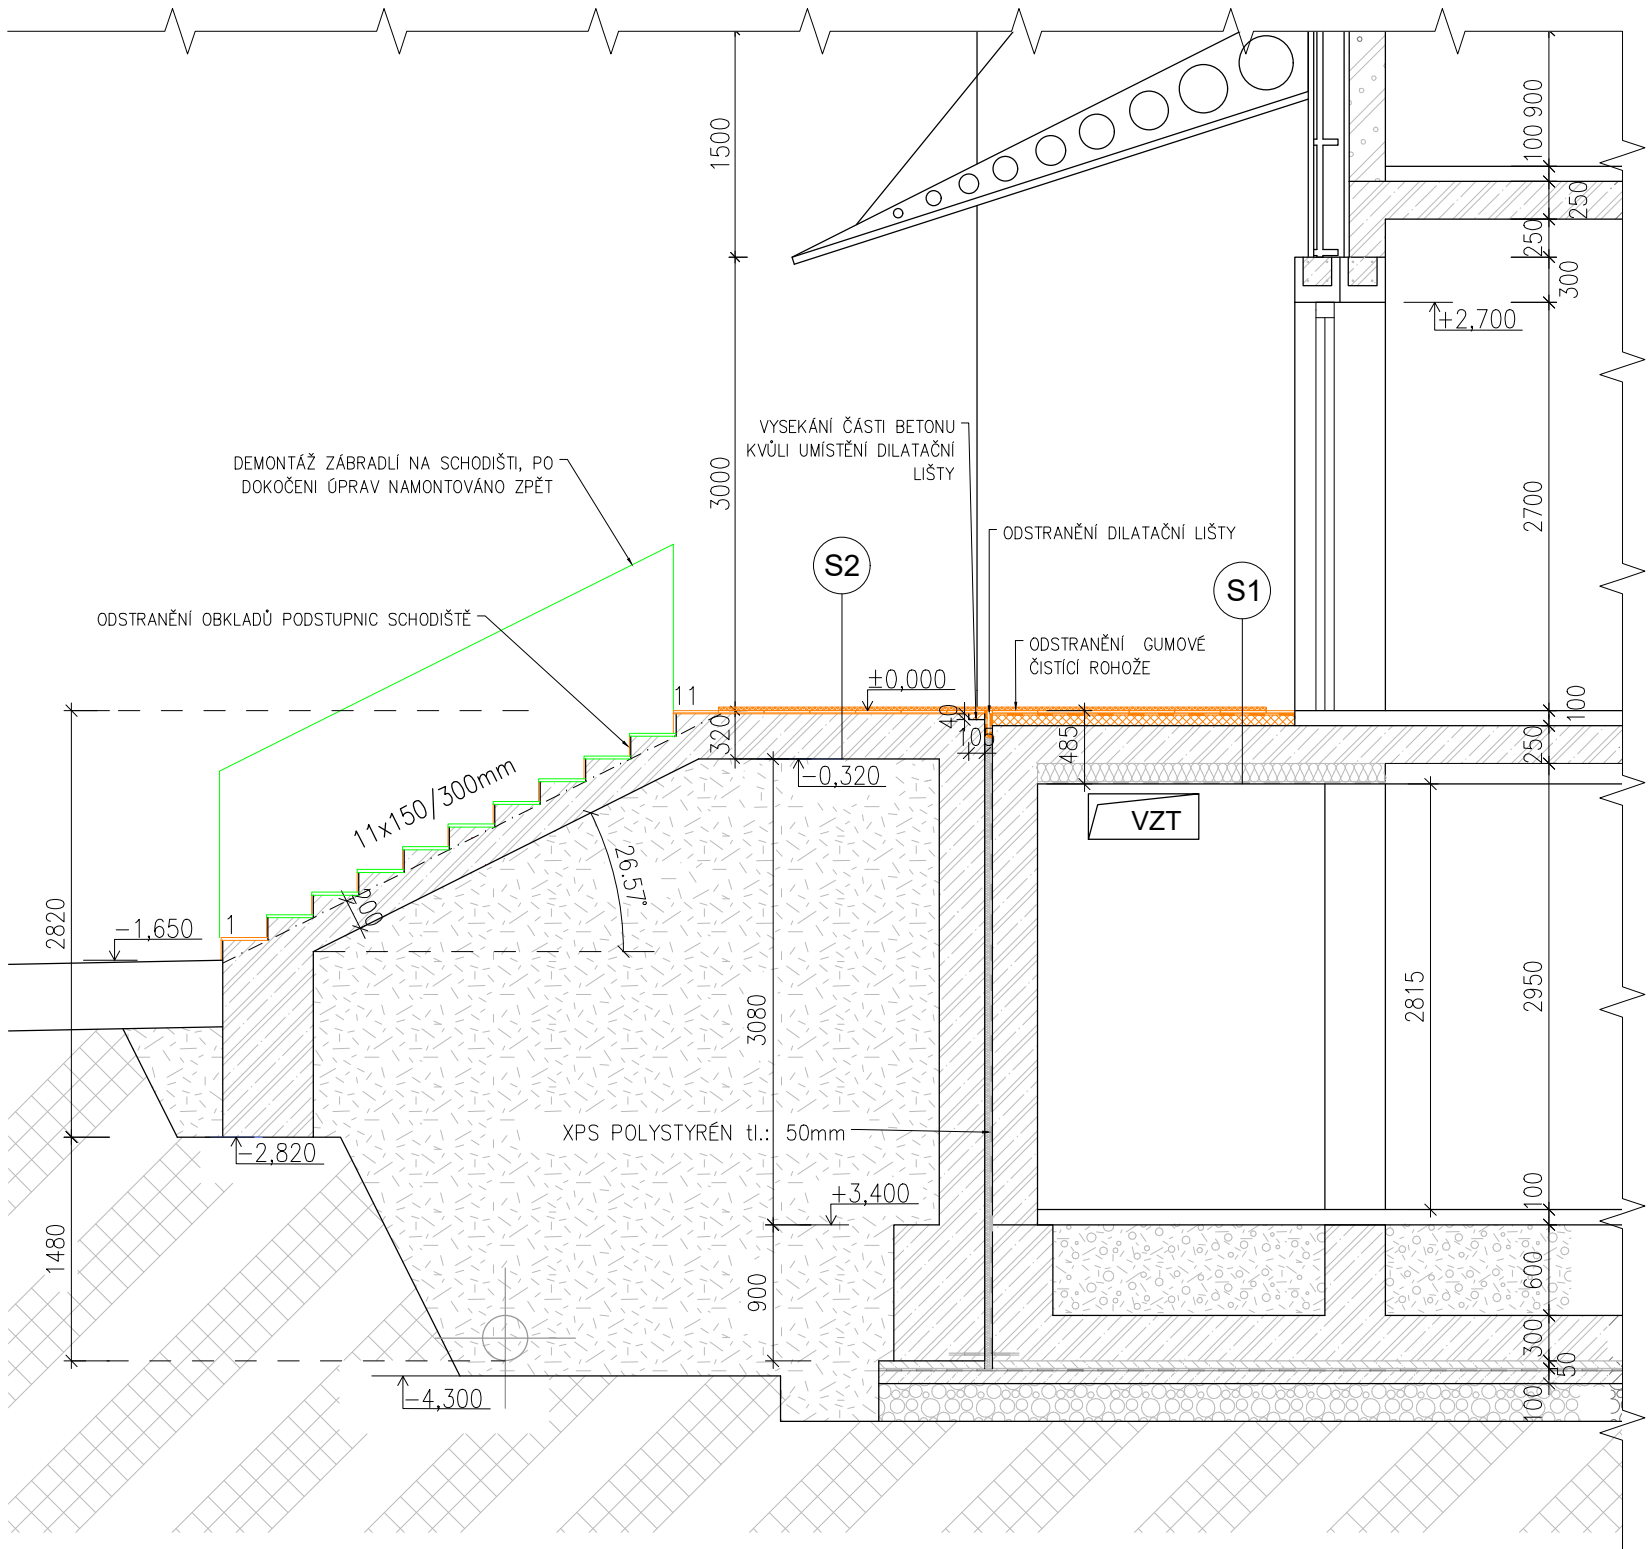 1500
100 900
250
250
300
+2,700
VYSEKÁNÍ ČÁSTI BETONU
KVŮLI UMÍSTĚNÍ DILATAČNÍ
LIŠTY
DEMONTÁŽ ZÁBRADLÍ NA SCHODIŠTI, PO
DOKOČENI ÚPRAV NAMONTOVÁNO ZPĚT
3000
2700
ODSTRANĚNÍ DILATAČNÍ LIŠTY
S2
S1
ODSTRANĚNÍ OBKLADŮ PODSTUPNIC SCHODIŠTĚ
ODSTRANĚNÍ GUMOVÉ
ČISTÍCÍ ROHOŽE
±0,000
11
100
320
40
100
485
250
-0,320
11x150/300mm
VZT
26.57°
200
1
-1,650
2820
3080
2815
2950
XPS POLYSTYRÉN tl.: 50mm
-2,820
+3,400
100
1480
900
600
300
50
-4,300
100